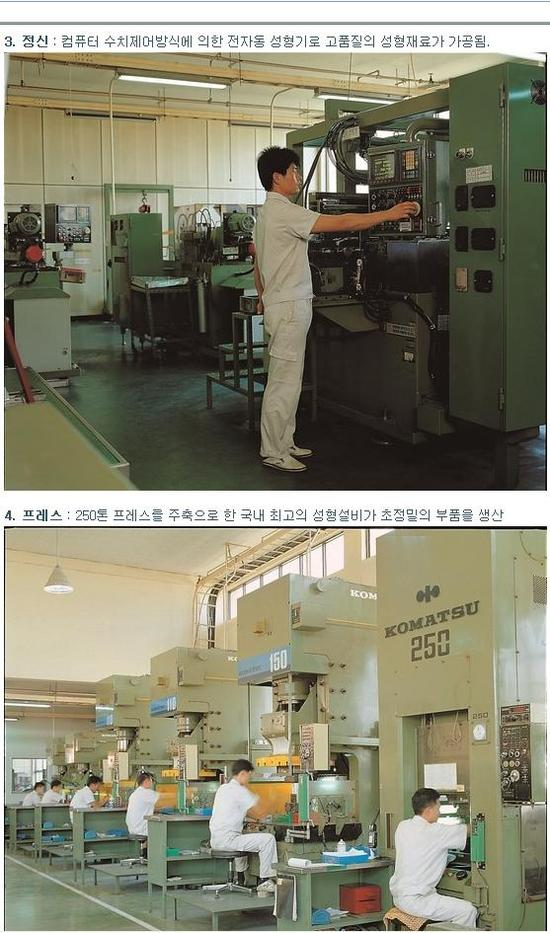 3. 정신 : 컴퓨터 수치제어방식에 의한 전자동 성형기로 고품질의 성형재료가 가공됨.
4. 프레스 : 250톤 프레스를 주축으로 한 국내 최고의 성형설비가 초정밀의 부품을 생산
KOM
KOMATSU
250
150
110
250